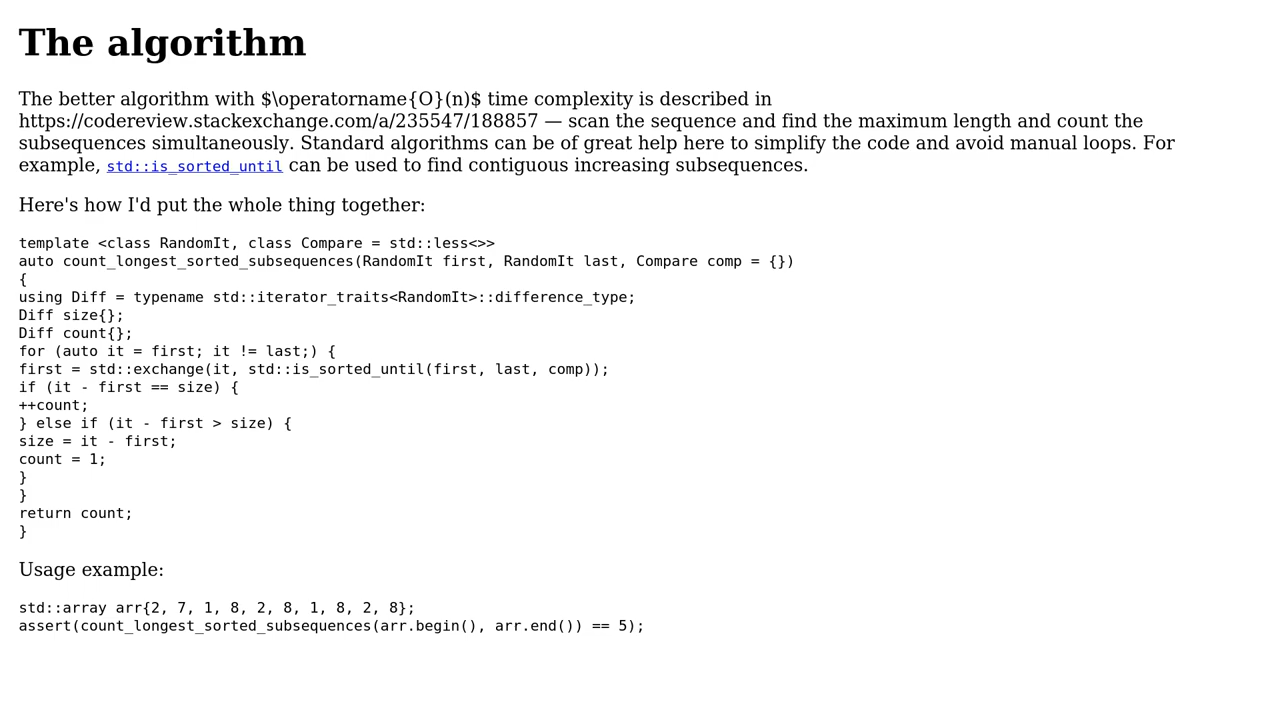 The algorithm
The better algorithm with $\operatorname{O}(n)$ time complexity is described in
https://codereview.stackexchange.com/a/235547/188857 — scan the sequence and find the maximum length and count the
subsequences simultaneously. Standard algorithms can be of great help here to simplify the code and avoid manual loops. For
example, std::is_sorted_until can be used to find contiguous increasing subsequences.
Here's how I'd put the whole thing together:
template <class RandomIt, class Compare = std::less<>>
auto count_longest_sorted_subsequences(RandomIt first, RandomIt last, Compare comp = {})
{
using Diff = typename std::iterator_traits<RandomIt>::difference_type;
Diff size{};
Diff count{};
for (auto it = first; it != last;) {
first = std::exchange(it, std::is_sorted_until(first, last, comp));
if (it - first == size) {
++count;
} else if (it - first > size) {
size = it - first;
count = 1;
}
}
return count;
}
Usage example:
std::array arr{2, 7, 1, 8, 2, 8, 1, 8, 2, 8};
assert(count_longest_sorted_subsequences(arr.begin(), arr.end()) == 5);